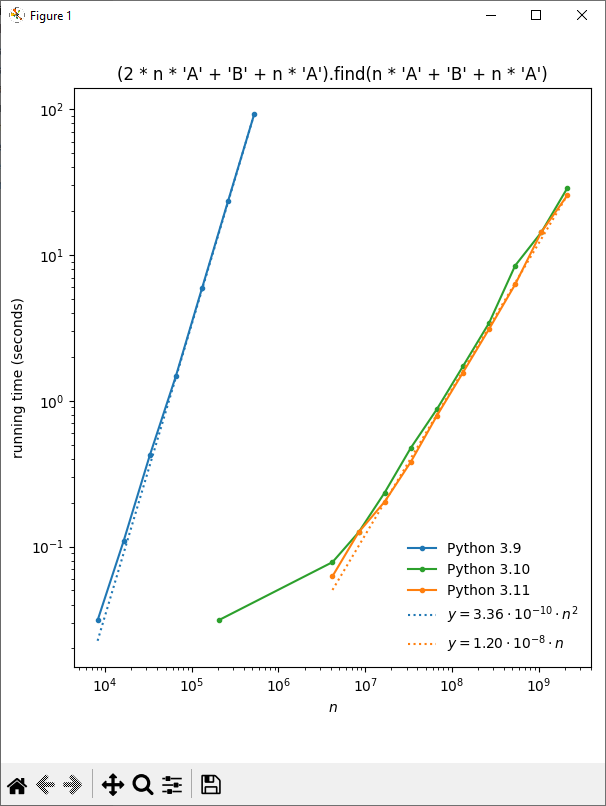 Figure 1
(2 * n * 'A' + 'B' + n * 'A').find(n * 'A' + 'B' + n * 'A')
10²
10¹
10⁰
10⁻¹
running time (seconds)
Python 3.9
Python 3.10
Python 3.11
y = 3.36 · 10⁻¹⁰ · n²
y = 1.20 · 10⁻⁸ · n
10⁴ 10⁵ 10⁶ 10⁷ 10⁸ 10⁹
n